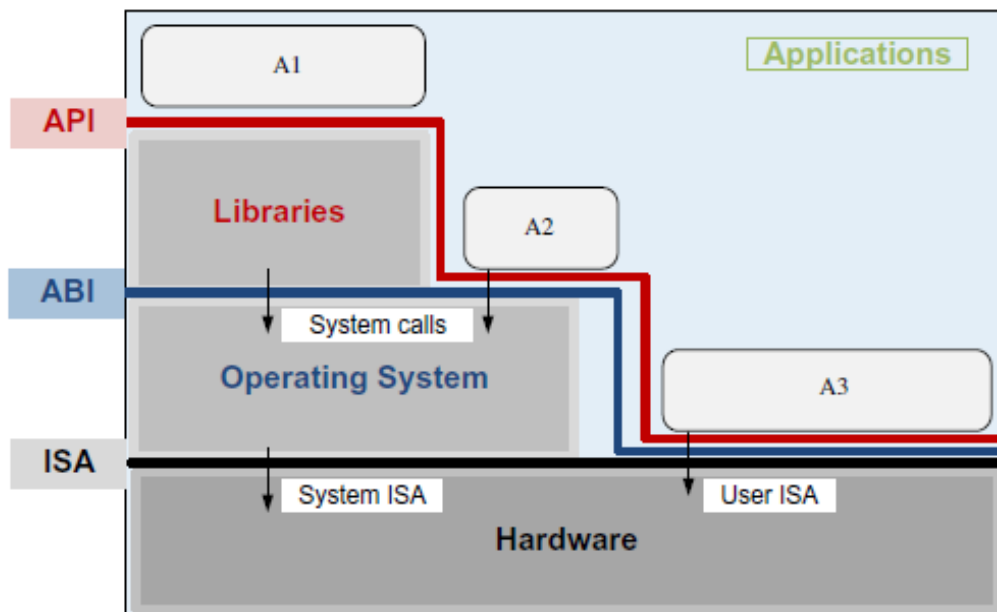 A1
Applications
API
Libraries
A2
ABI
System calls
Operating System
A3
ISA
System ISA
User ISA
Hardware